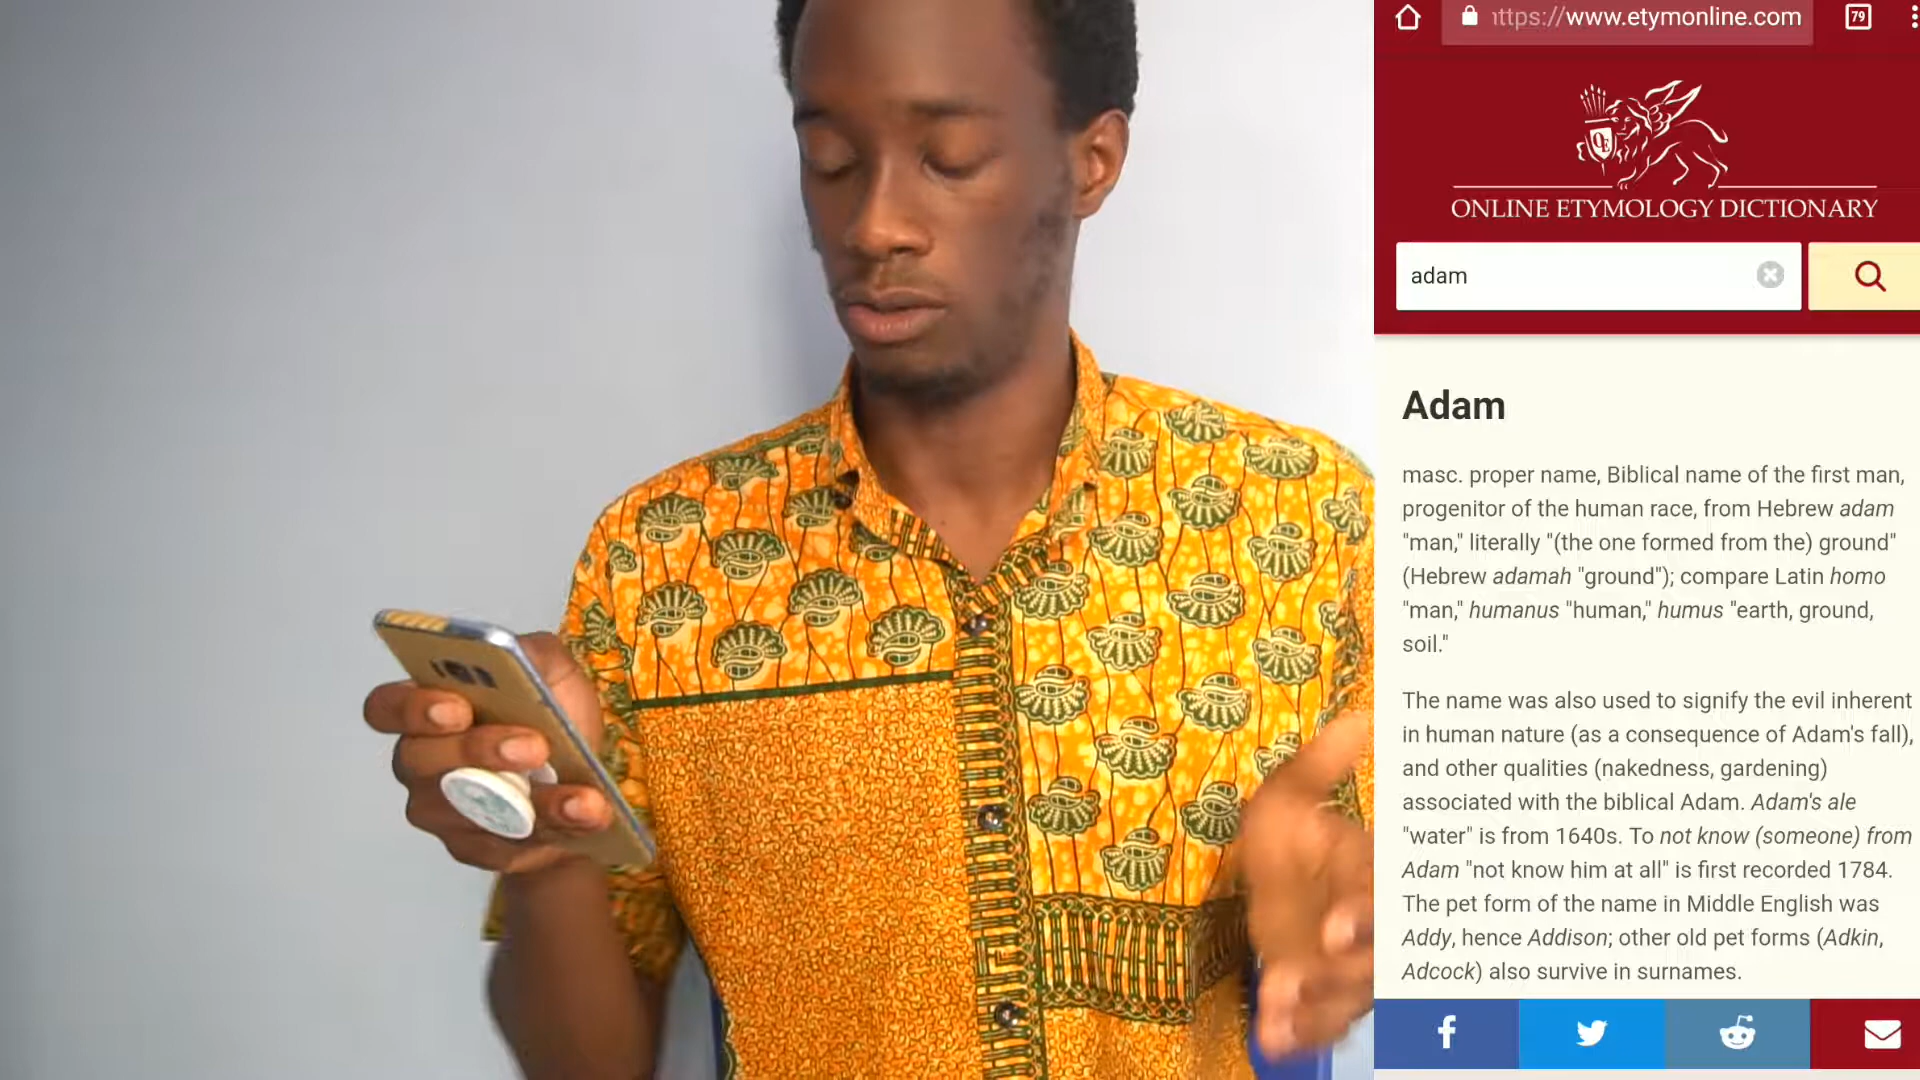 https://www.etymonline.com
79
OE
ONLINE ETYMOLOGY DICTIONARY
adam
Adam
masc. proper name, Biblical name of the first man,
progenitor of the human race, from Hebrew adam
"man," literally "(the one formed from the) ground"
(Hebrew adamah "ground"); compare Latin homo
"man," humanus "human," humus "earth, ground,
soil."
The name was also used to signify the evil inherent
in human nature (as a consequence of Adam's fall),
and other qualities (nakedness, gardening)
associated with the biblical Adam. Adam's ale
"water" is from 1640s. To not know (someone) from
Adam "not know him at all" is first recorded 1784.
The pet form of the name in Middle English was
Addy, hence Addison; other old pet forms (Adkin,
Adcock) also survive in surnames.